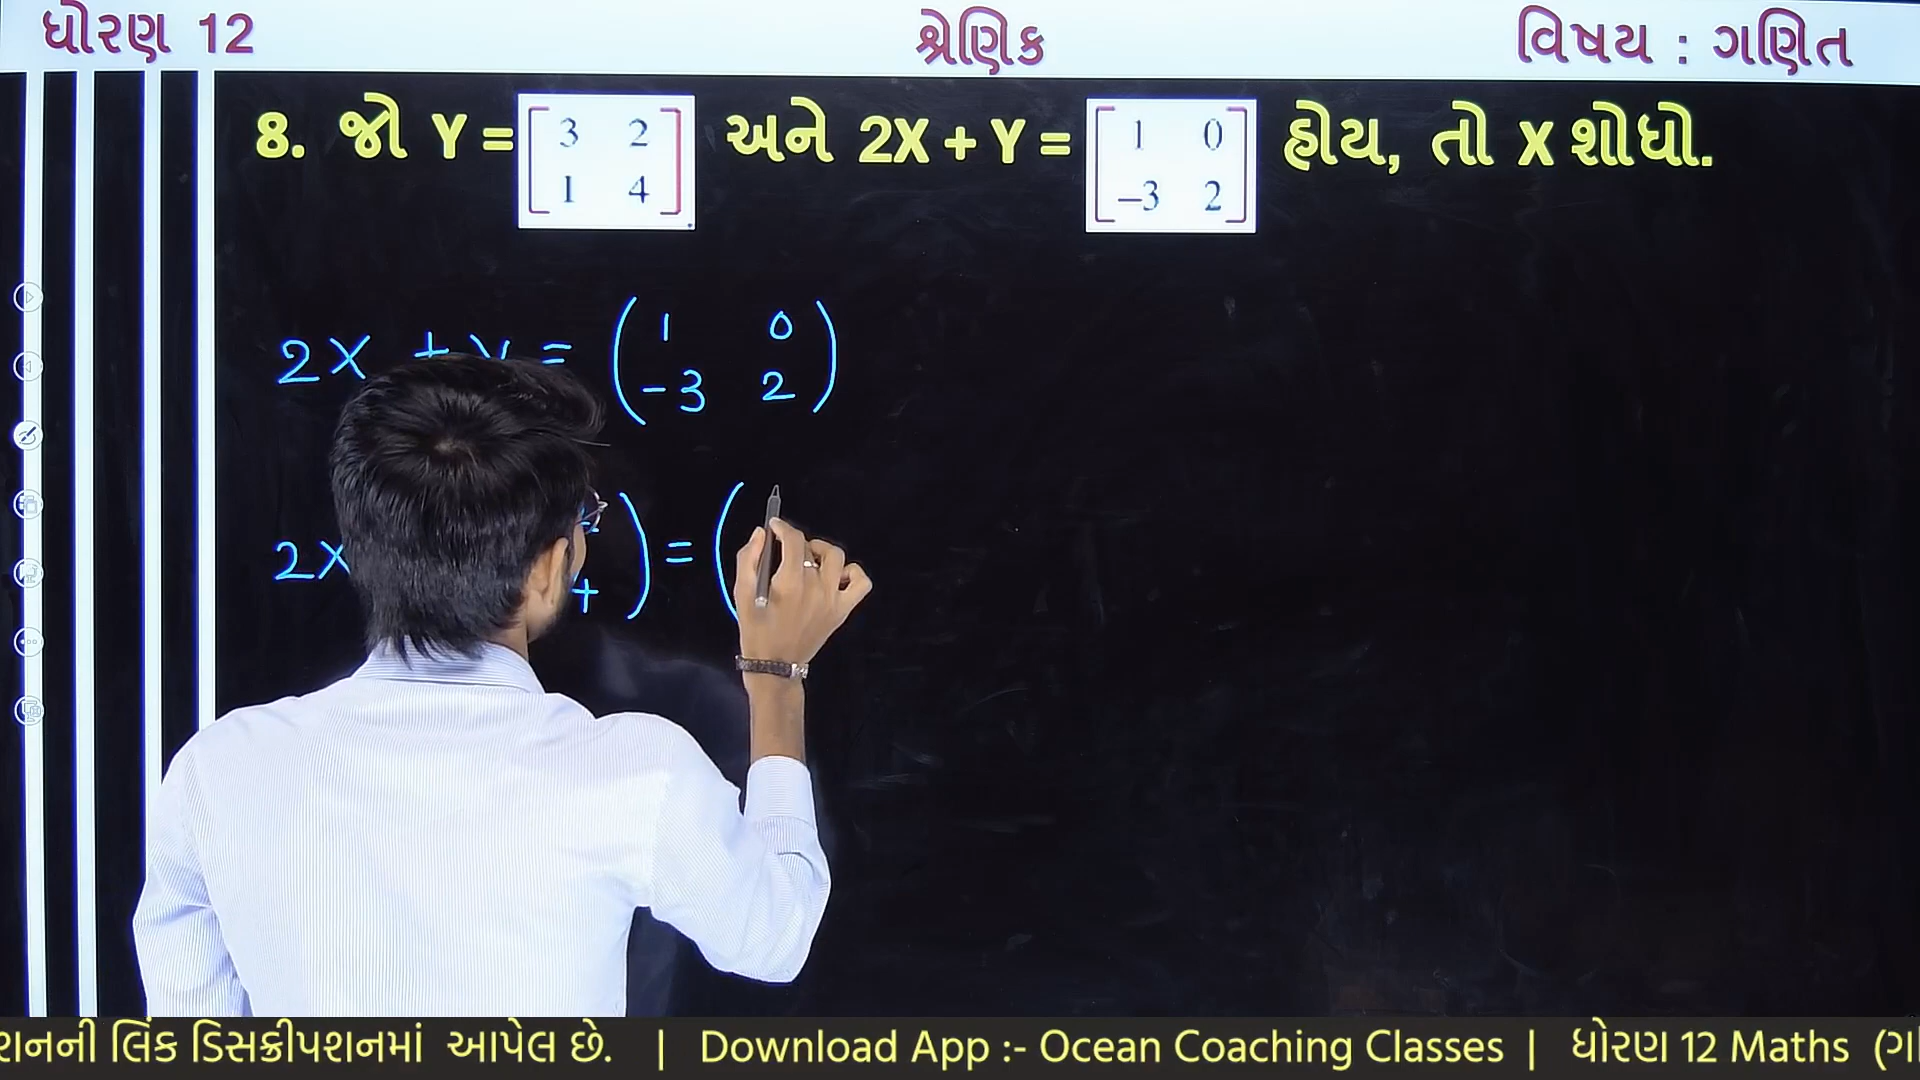 ધોરણ 12
શ્રેણિક
વિષય : ગણિત
8. જો Y = [3 2 અને 2X + Y = [1 0 હોય, તો X શોધો.
1 4] -3 2]
2X + Y = (1 0
-3 2)
2X ) = (
શનની લિંક ડિસક્રીપશનમાં આપેલ છે. | Download App :- Ocean Coaching Classes | ધોરણ 12 Maths